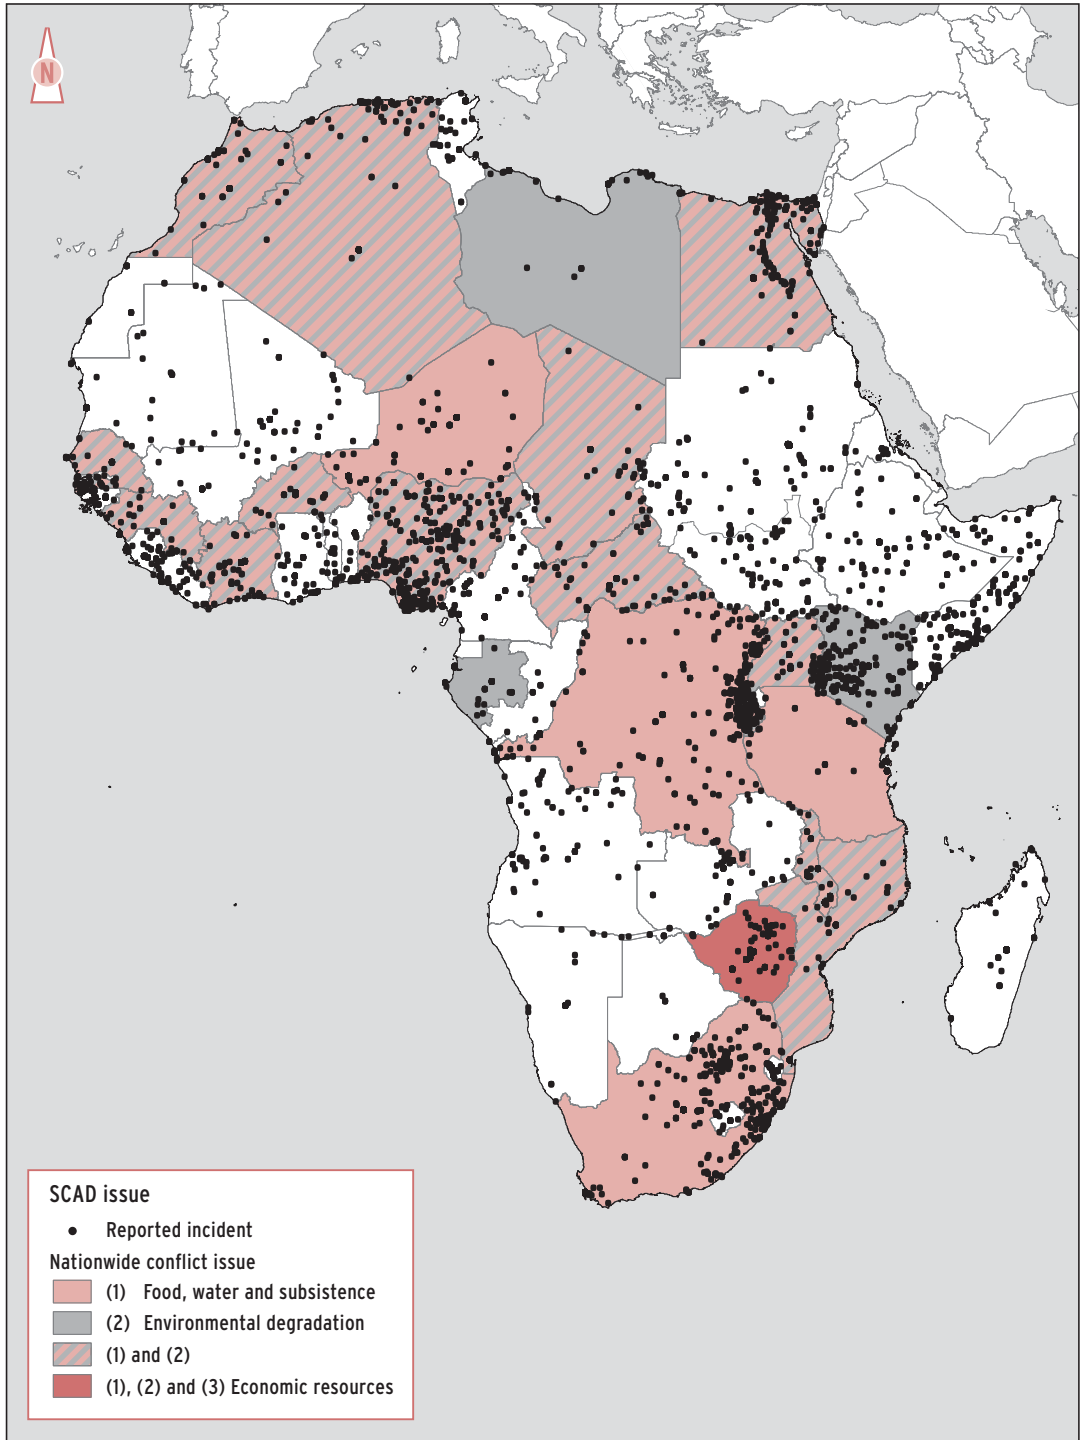 N
SCAD issue
Reported incident
Nationwide conflict issue
(1) Food, water and subsistence
(2) Environmental degradation
(1) and (2)
(1), (2) and (3) Economic resources